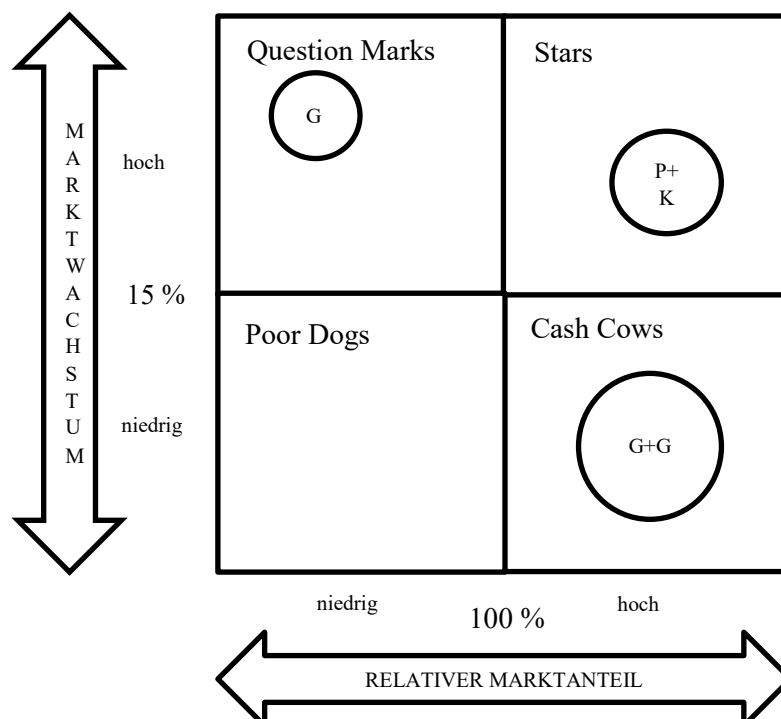 Question Marks
Stars
G
P+
K
MARKTWACHSTUM
hoch
15 %
Poor Dogs
Cash Cows
niedrig
G+G
niedrig
100 %
hoch
RELATIVER MARKTANTEIL